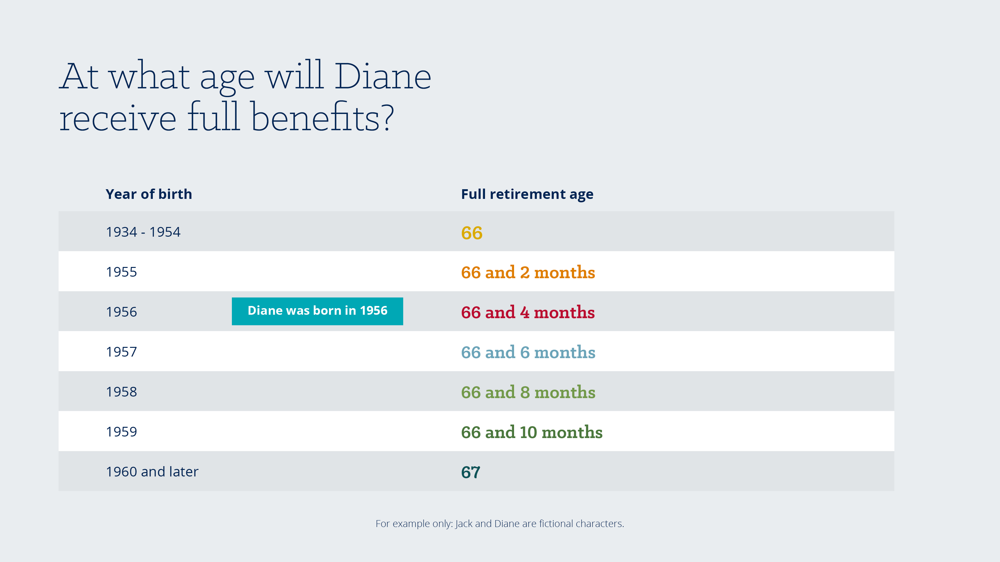 At what age will Diane
receive full benefits?
Year of birth Full retirement age
1934 - 1954 66
1955 66 and 2 months
1956 Diane was born in 1956 66 and 4 months
1957 66 and 6 months
1958 66 and 8 months
1959 66 and 10 months
1960 and later 67
For example only: Jack and Diane are fictional characters.